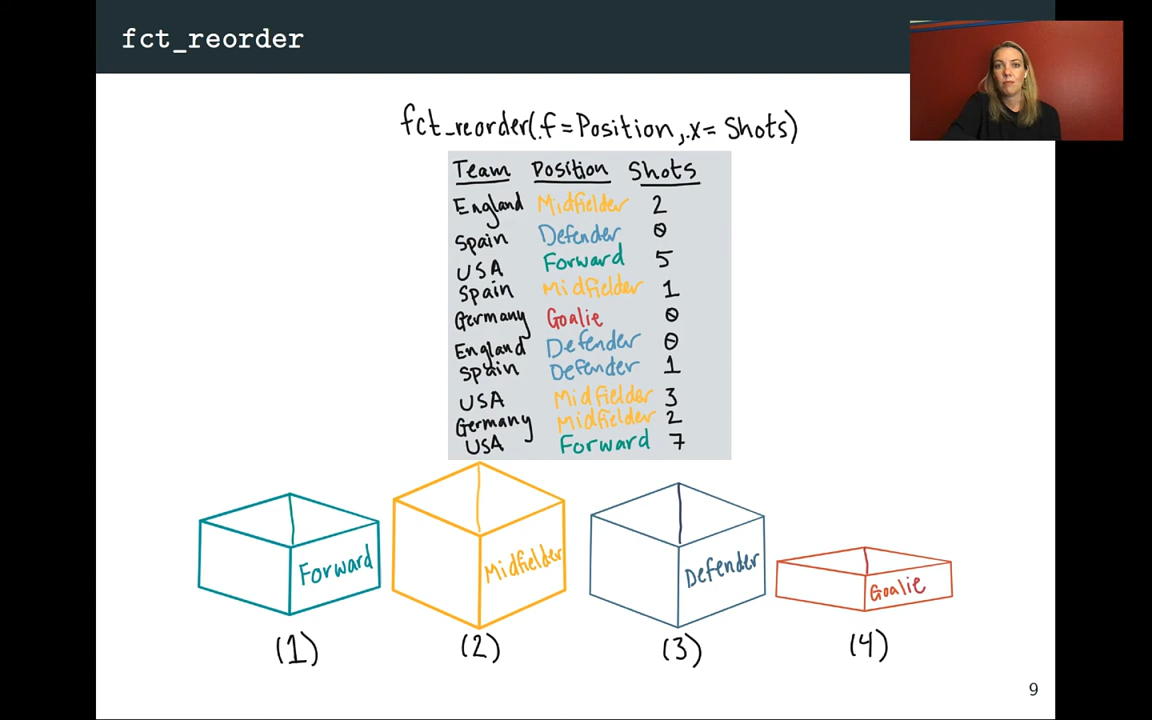 fct_reorder
fct_reorder(.f=Position,.x= Shots)
Team Position Shots
England Midfielder 2
Spain Defender 0
USA Forward 5
Spain Midfielder 1
Germany Goalie 0
England Defender 0
Spain Defender 1
USA Midfielder 3
Germany Midfielder 2
USA Forward 7
Forward Midfielder Defender Goalie
(1) (2) (3) (4)
9